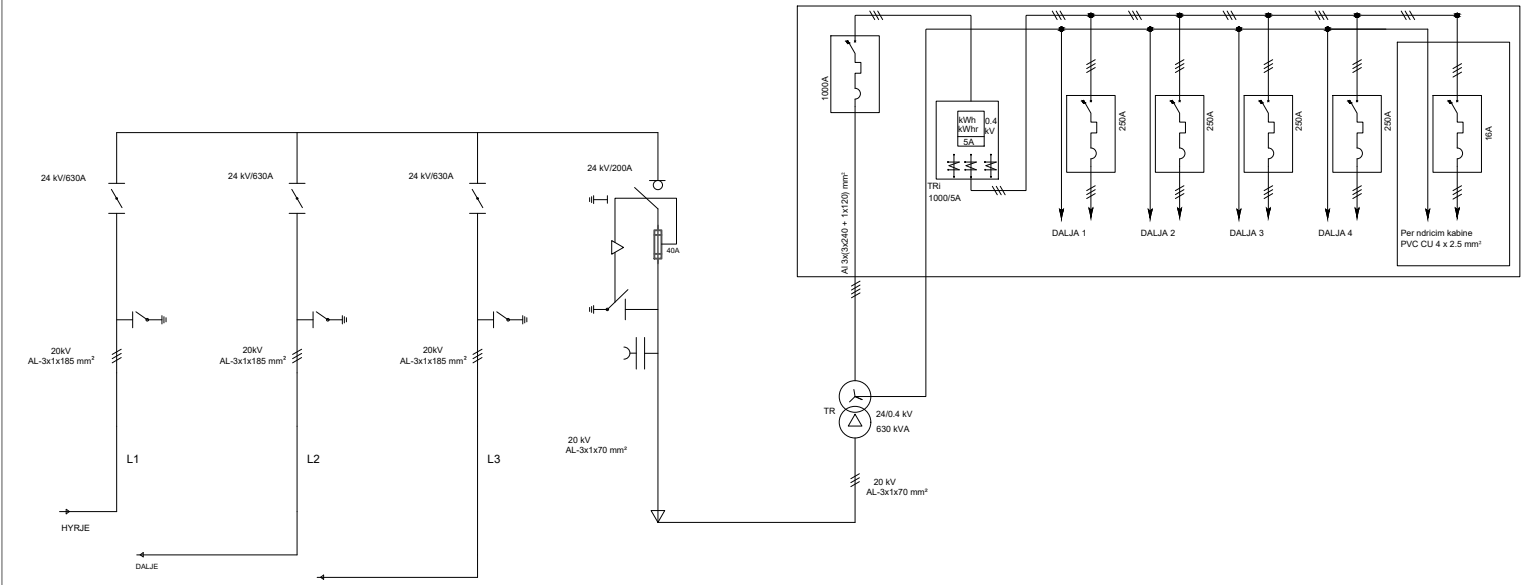 24 kV/630A
24 kV/630A
24 kV/630A
24 kV/200A
40A
20kV
AL-3x1x185 mm²
20kV
AL-3x1x185 mm²
20kV
AL-3x1x185 mm²
20 kV
AL-3x1x70 mm²
L1
L2
L3
HYRJE
DALJE
1000A
Al 3x(3x240 + 1x120) mm²
kWh
kWhr
5A
0.4
kV
TRi
1000/5A
250A
250A
250A
250A
16A
DALJA 1
DALJA 2
DALJA 3
DALJA 4
Per ndricim kabine
PVC CU 4 x 2.5 mm²
TR
24/0.4 kV
630 kVA
20 kV
AL-3x1x70 mm²